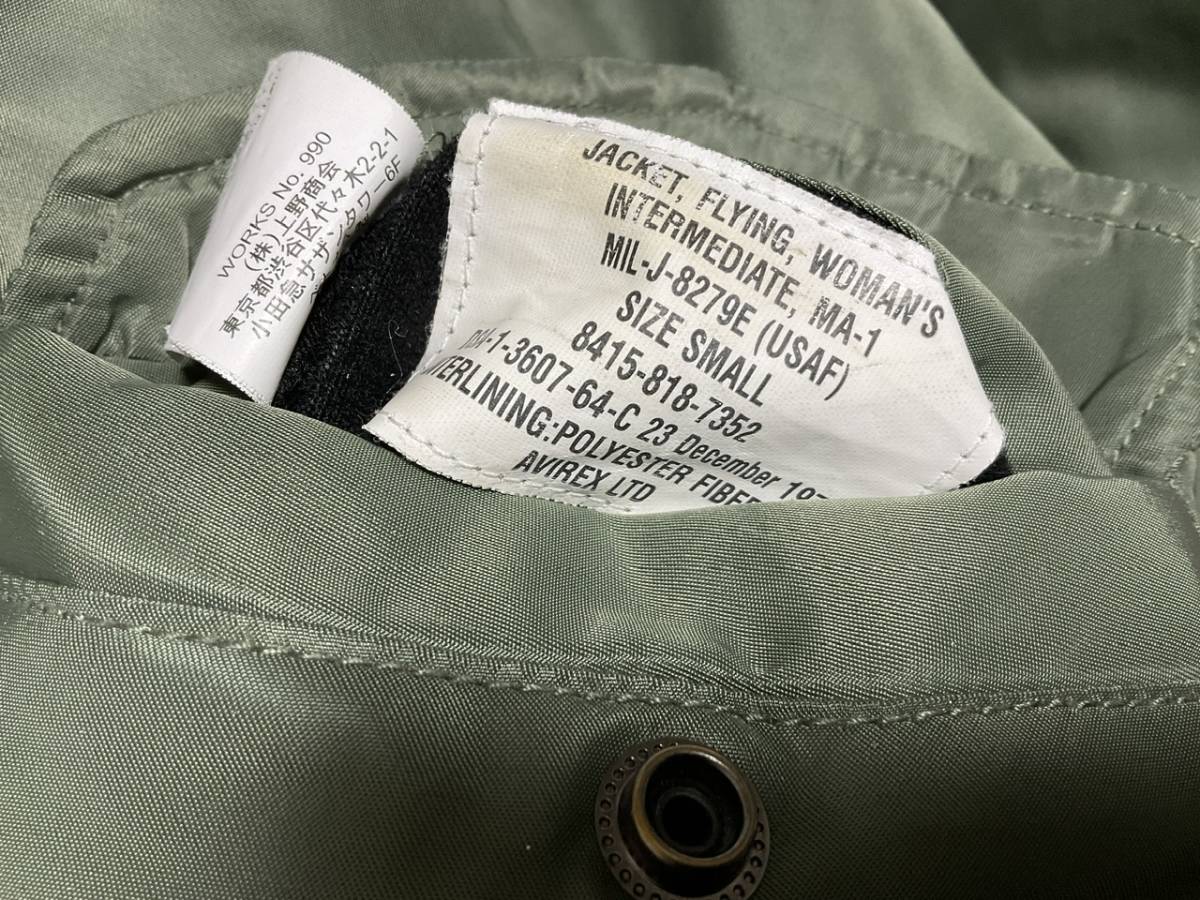 WORKS No. 990
(株)上野商会
東京都渋谷区代々木2-2-1
小田急サザンタワー6F
JACKET, FLYING, WOMAN'S
INTERMEDIATE, MA-1
MIL-J-8279E (USAF)
SIZE SMALL
8415-818-7352
-1-3607-64-C 23 December
POLYESTER FIBER
AVIREX LTD